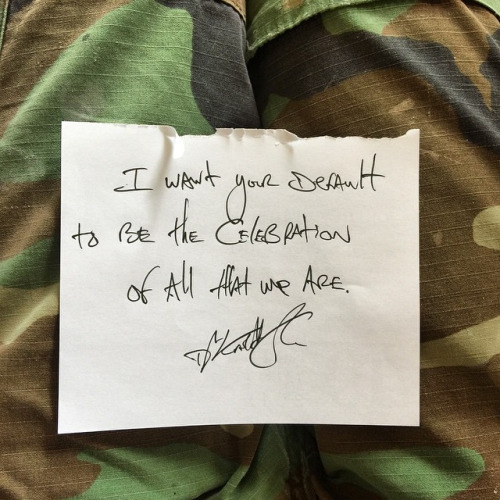 I want your Default
to BE the CELEBRATION
of All that we ARE.